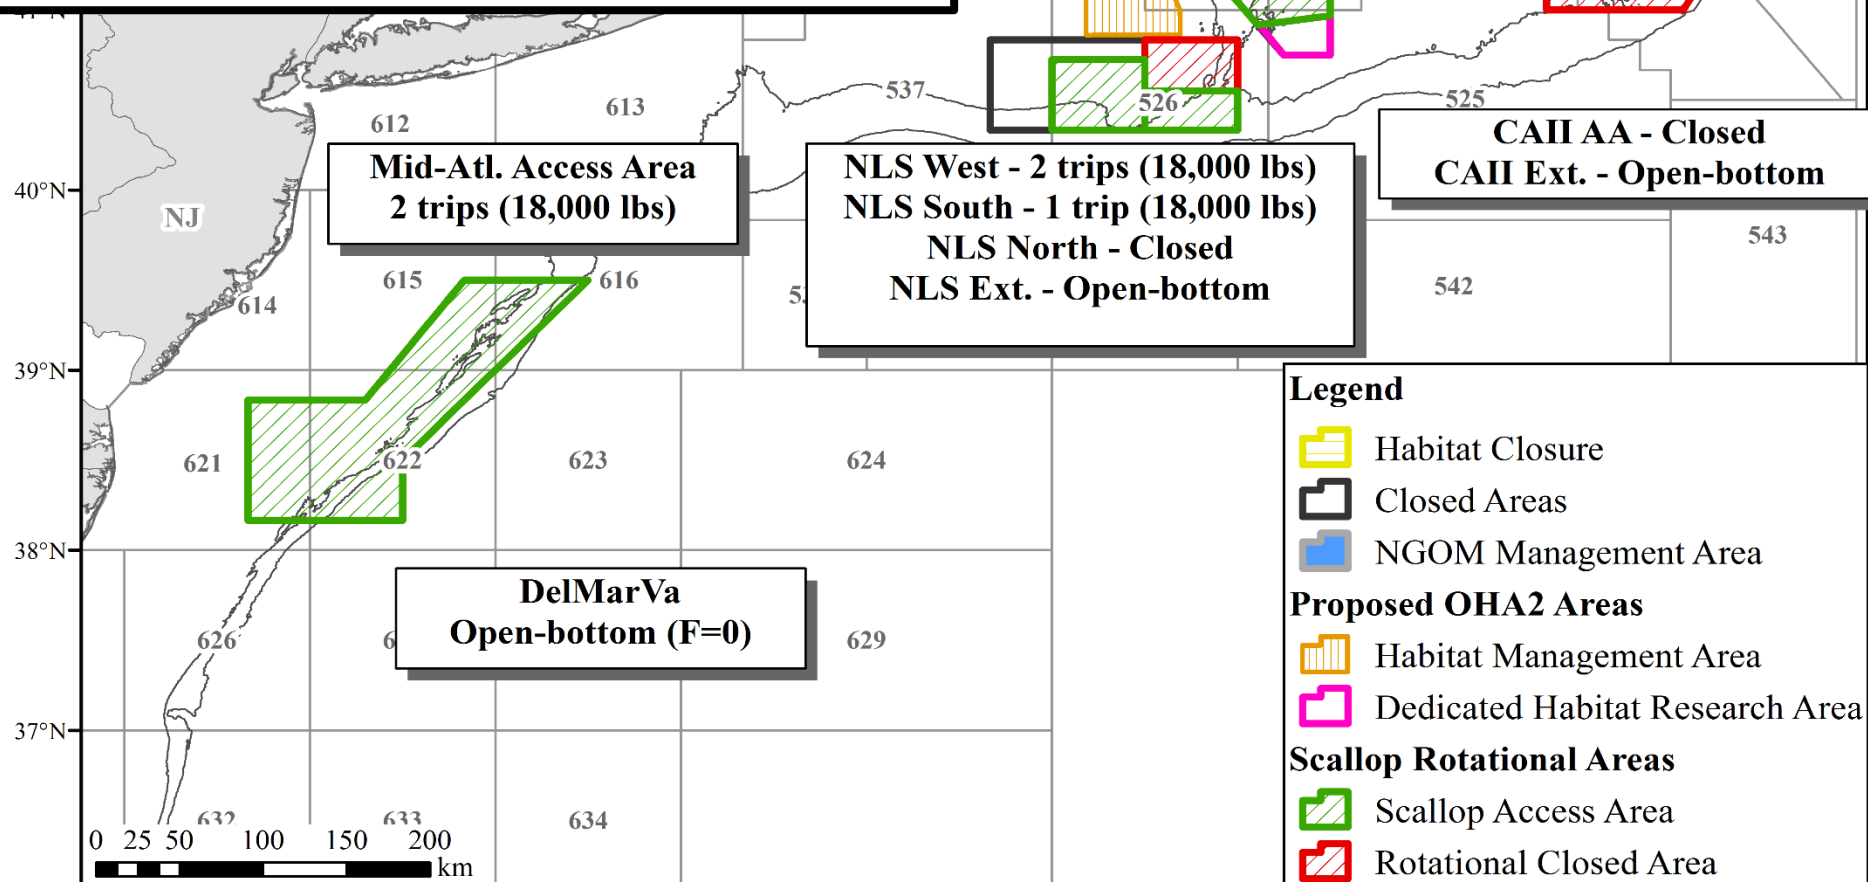 537
525
613
612
526
CAII AA - Closed
CAII Ext. - Open-bottom
Mid-Atl. Access Area
2 trips (18,000 lbs)
NLS West - 2 trips (18,000 lbs)
NLS South - 1 trip (18,000 lbs)
NLS North - Closed
NLS Ext. - Open-bottom
40°N
NJ
543
615
616
542
614
39°N
Legend
Habitat Closure
Closed Areas
NGOM Management Area
Proposed OHA2 Areas
Habitat Management Area
Dedicated Habitat Research Area
Scallop Rotational Areas
Scallop Access Area
Rotational Closed Area
621
622
623
624
38°N
DelMarVa
Open-bottom (F=0)
626
629
37°N
632
633
634
0 25 50 100 150 200
km